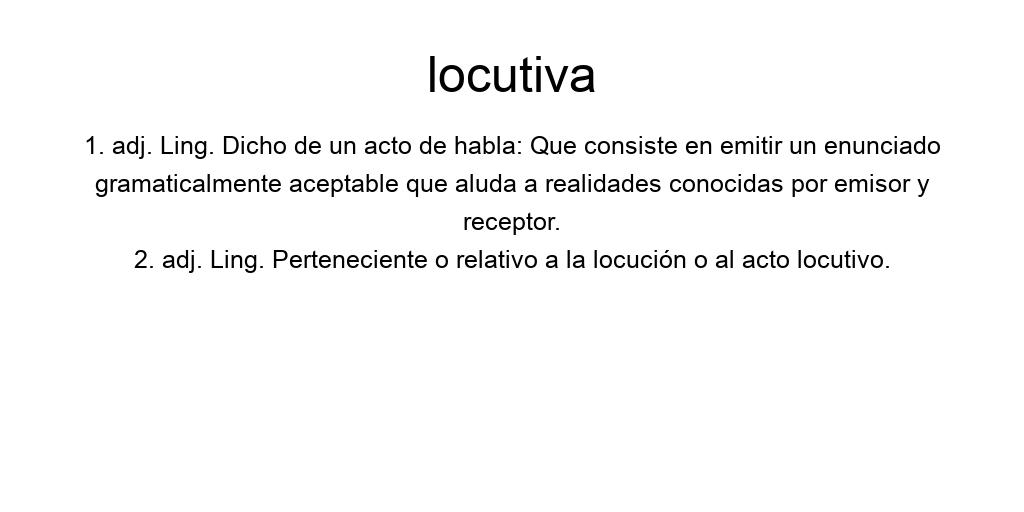 locutiva
1. adj. Ling. Dicho de un acto de habla: Que consiste en emitir un enunciado
gramaticalmente aceptable que aluda a realidades conocidas por emisor y
receptor.
2. adj. Ling. Perteneciente o relativo a la locución o al acto locutivo.